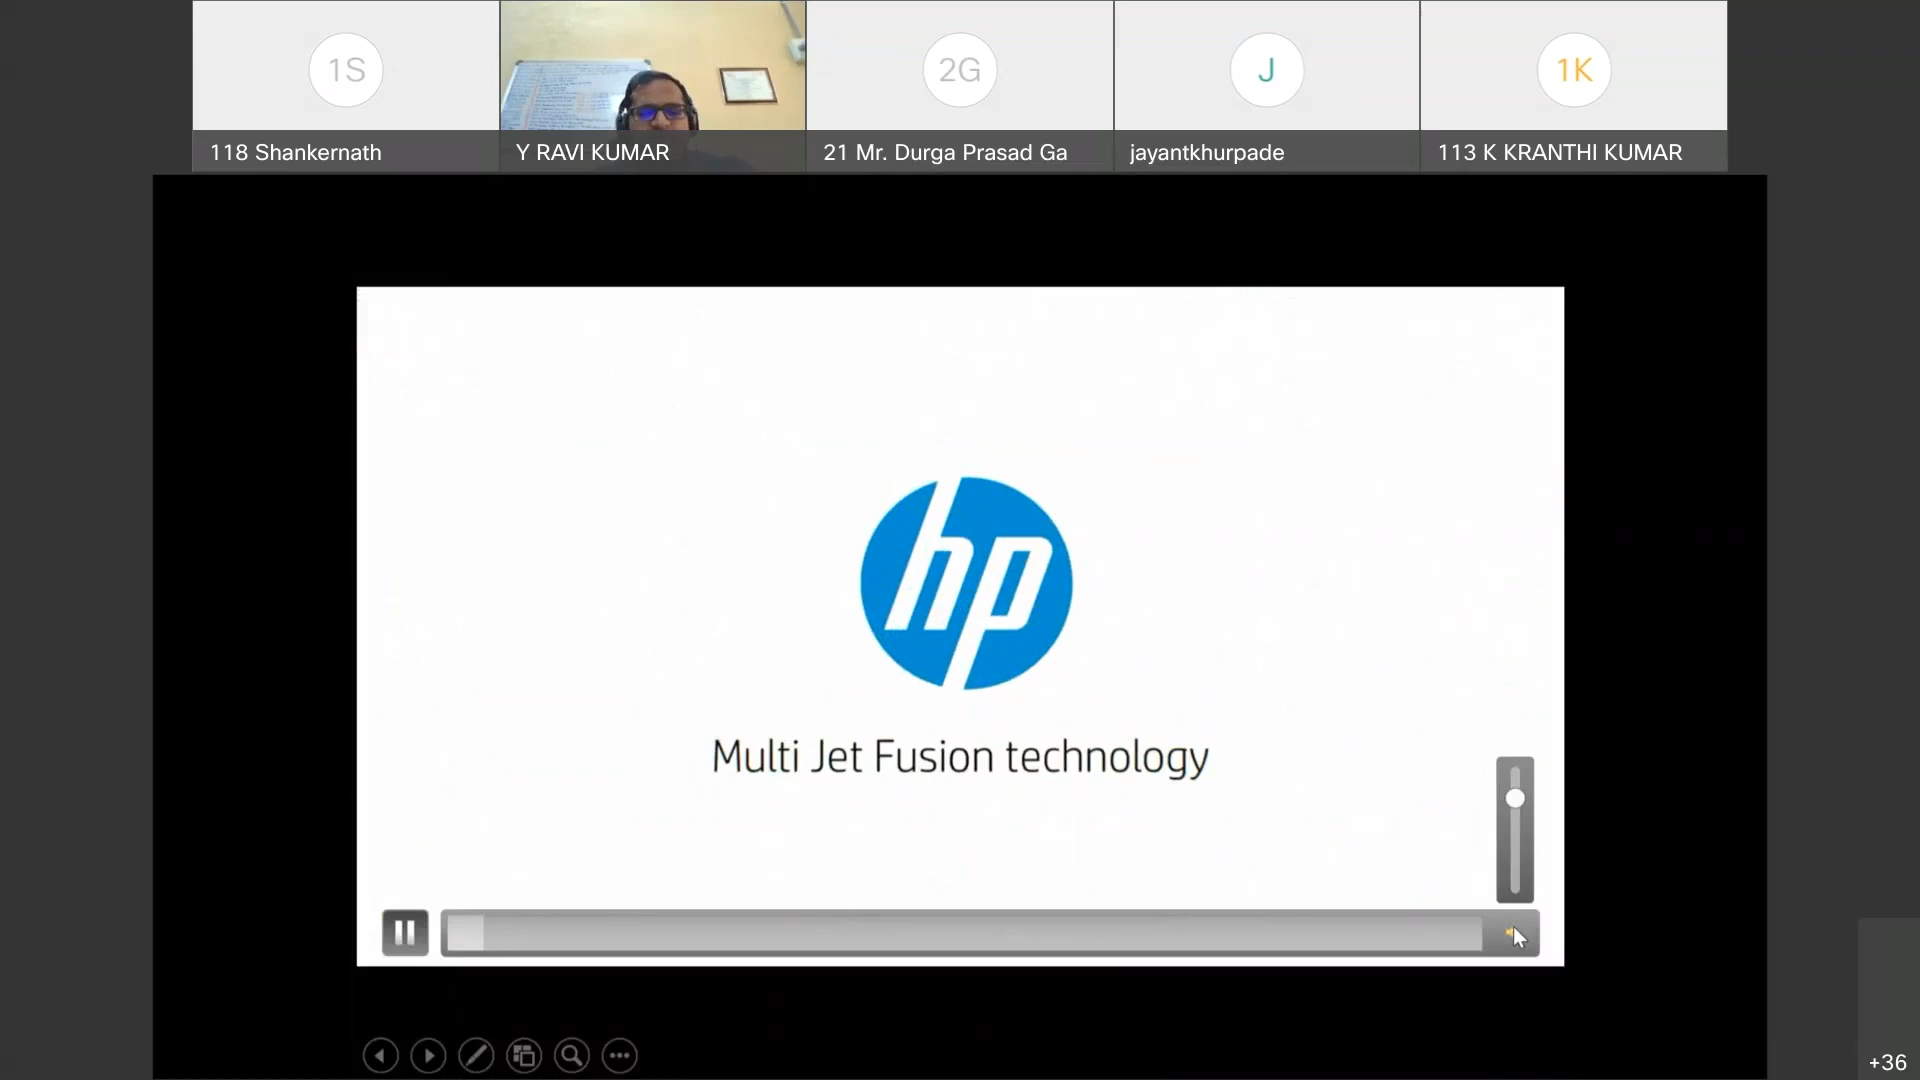 1S
2G
J
1K
118 Shankernath
Y RAVI KUMAR
21 Mr. Durga Prasad Ga
jayantkhurpade
113 K KRANTHI KUMAR
hp
Multi Jet Fusion technology
+36